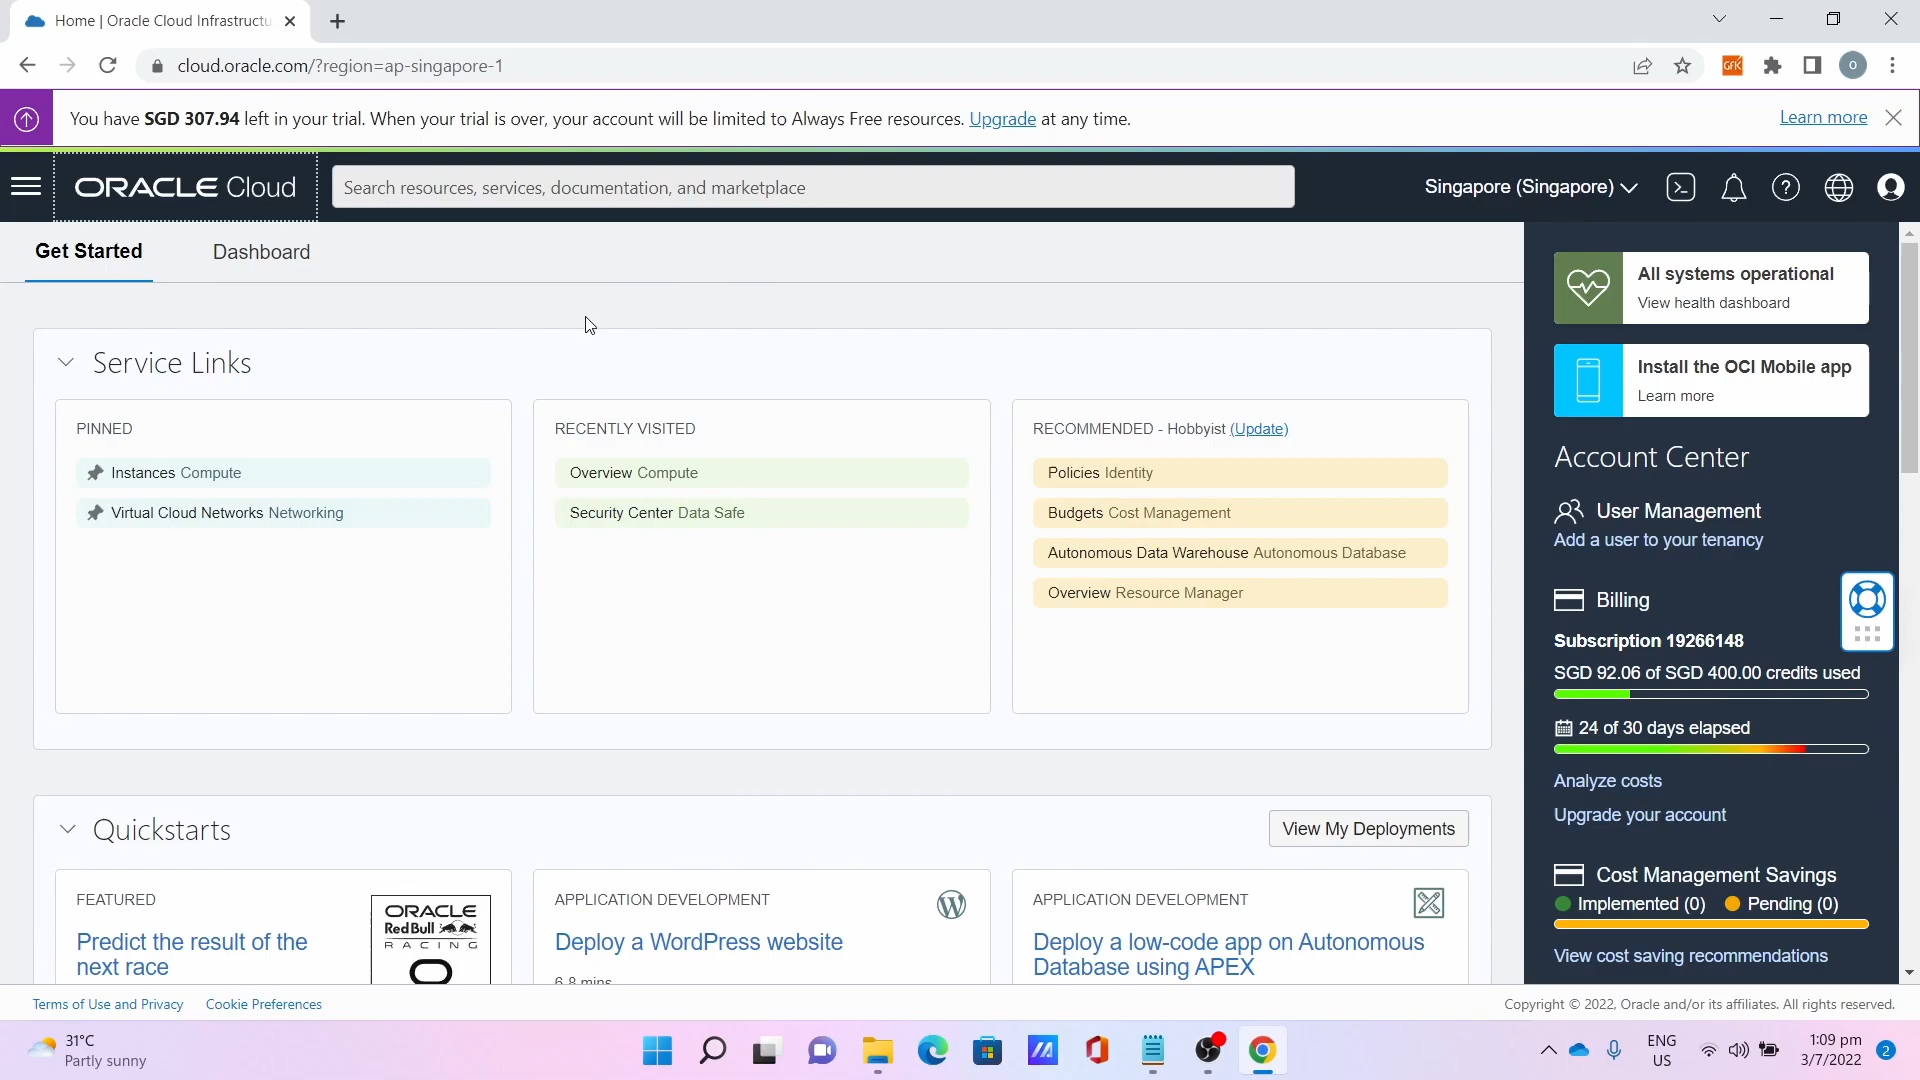 Home | Oracle Cloud Infrastructu
cloud.oracle.com/?region=ap-singapore-1
GFK
O
You have SGD 307.94 left in your trial. When your trial is over, your account will be limited to Always Free resources. Upgrade at any time.
Learn more
ORACLE Cloud
Search resources, services, documentation, and marketplace
Singapore (Singapore)
Get Started
Dashboard
All systems operational
View health dashboard
Install the OCI Mobile app
Learn more
Service Links
PINNED
Instances Compute
Virtual Cloud Networks Networking
RECENTLY VISITED
Overview Compute
Security Center Data Safe
RECOMMENDED - Hobbyist (Update)
Policies Identity
Budgets Cost Management
Autonomous Data Warehouse Autonomous Database
Overview Resource Manager
Account Center
User Management
Add a user to your tenancy
Billing
Subscription 19266148
SGD 92.06 of SGD 400.00 credits used
24 of 30 days elapsed
Analyze costs
Upgrade your account
Cost Management Savings
Implemented (0) Pending (0)
View cost saving recommendations
Quickstarts
View My Deployments
FEATURED
Predict the result of the
next race
ORACLE
Red Bull
RACING
APPLICATION DEVELOPMENT
Deploy a WordPress website
6-8 mins
APPLICATION DEVELOPMENT
Deploy a low-code app on Autonomous
Database using APEX
Terms of Use and Privacy
Cookie Preferences
Copyright © 2022, Oracle and/or its affiliates. All rights reserved.
31°C
Partly sunny
ENG
US
1:09 pm
3/7/2022
2